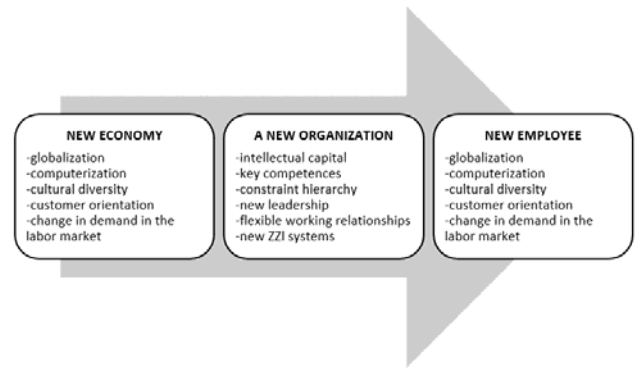 NEW ECONOMY
-globalization
-computerization
-cultural diversity
-customer orientation
-change in demand in the
labor market
A NEW ORGANIZATION
-intellectual capital
-key competences
-constraint hierarchy
-new leadership
-flexible working relationships
-new ZZl systems
NEW EMPLOYEE
-globalization
-computerization
-cultural diversity
-customer orientation
-change in demand in the
labor market